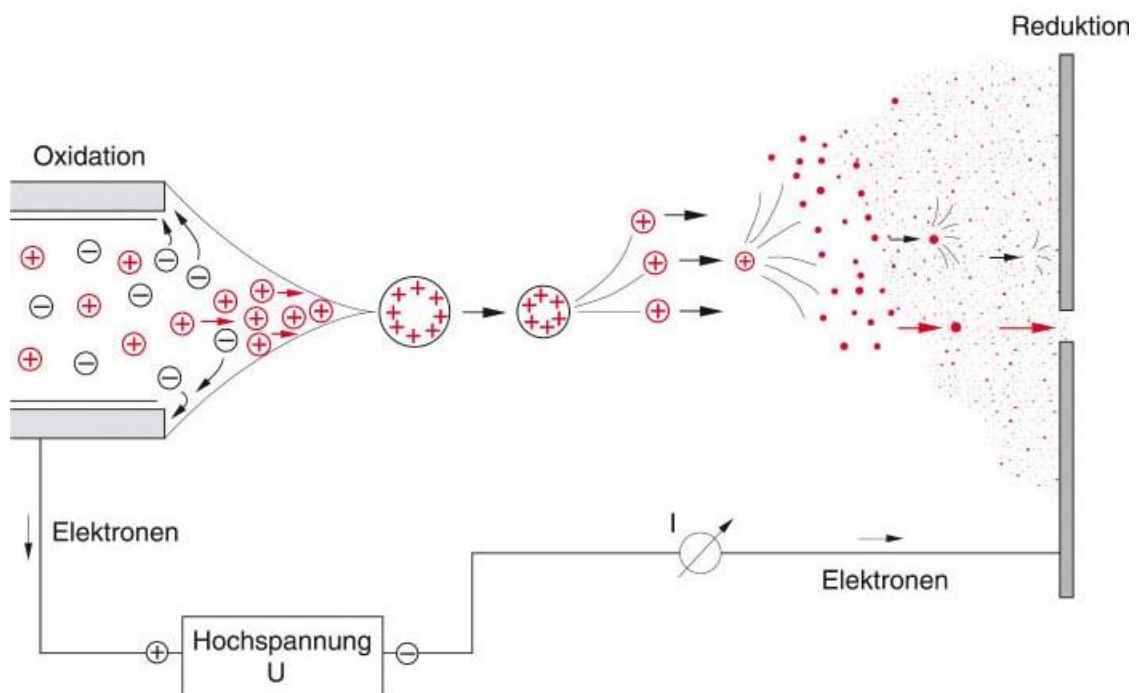 Reduktion
Oxidation
I
Elektronen
Elektronen
Hochspannung
U